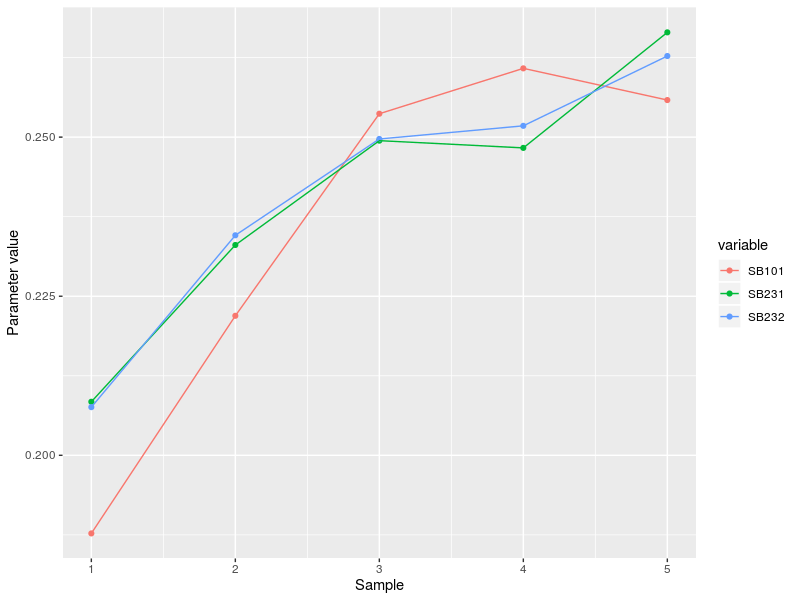 Parameter value
0.250
0.225
0.200
1 2 3 4 5
Sample
variable
SB101
SB231
SB232